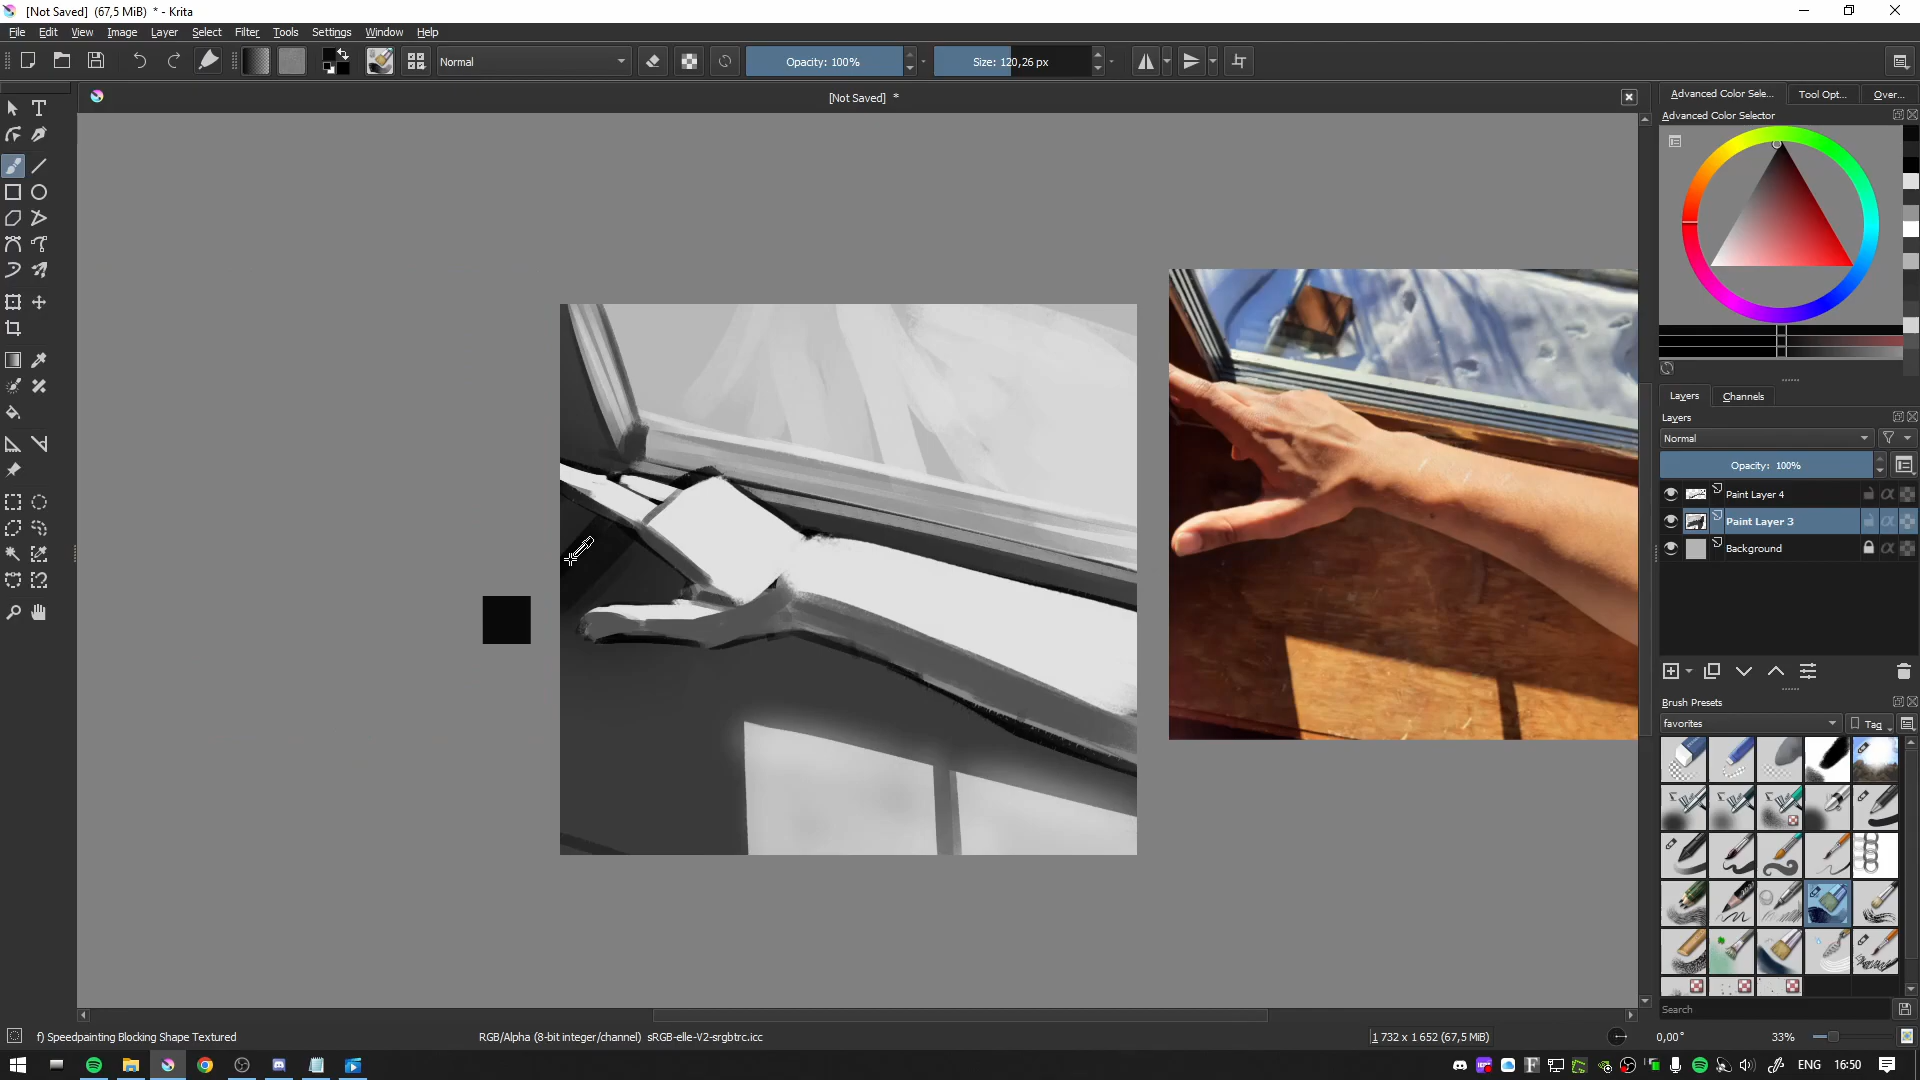 [Not Saved]  (67,5 MiB)  * - Krita
File Edit View Image Layer Select Filter Tools Settings Window Help
Normal Opacity: 100% Size: 120,26 px
[Not Saved]  *
Advanced Color Sele... Tool Opt... Over...
Advanced Color Selector
Layers Channels
Layers
Normal
Opacity: 100%
Paint Layer 4
Paint Layer 3
Background
Brush Presets
favorites Tag
Search
f) Speedpainting Blocking Shape Textured RGB/Alpha (8-bit integer/channel)  sRGB-elle-V2-srgbtrc.icc 1 732 x 1 652 (67,5 MiB) 0,00° 33%
ENG 16:50